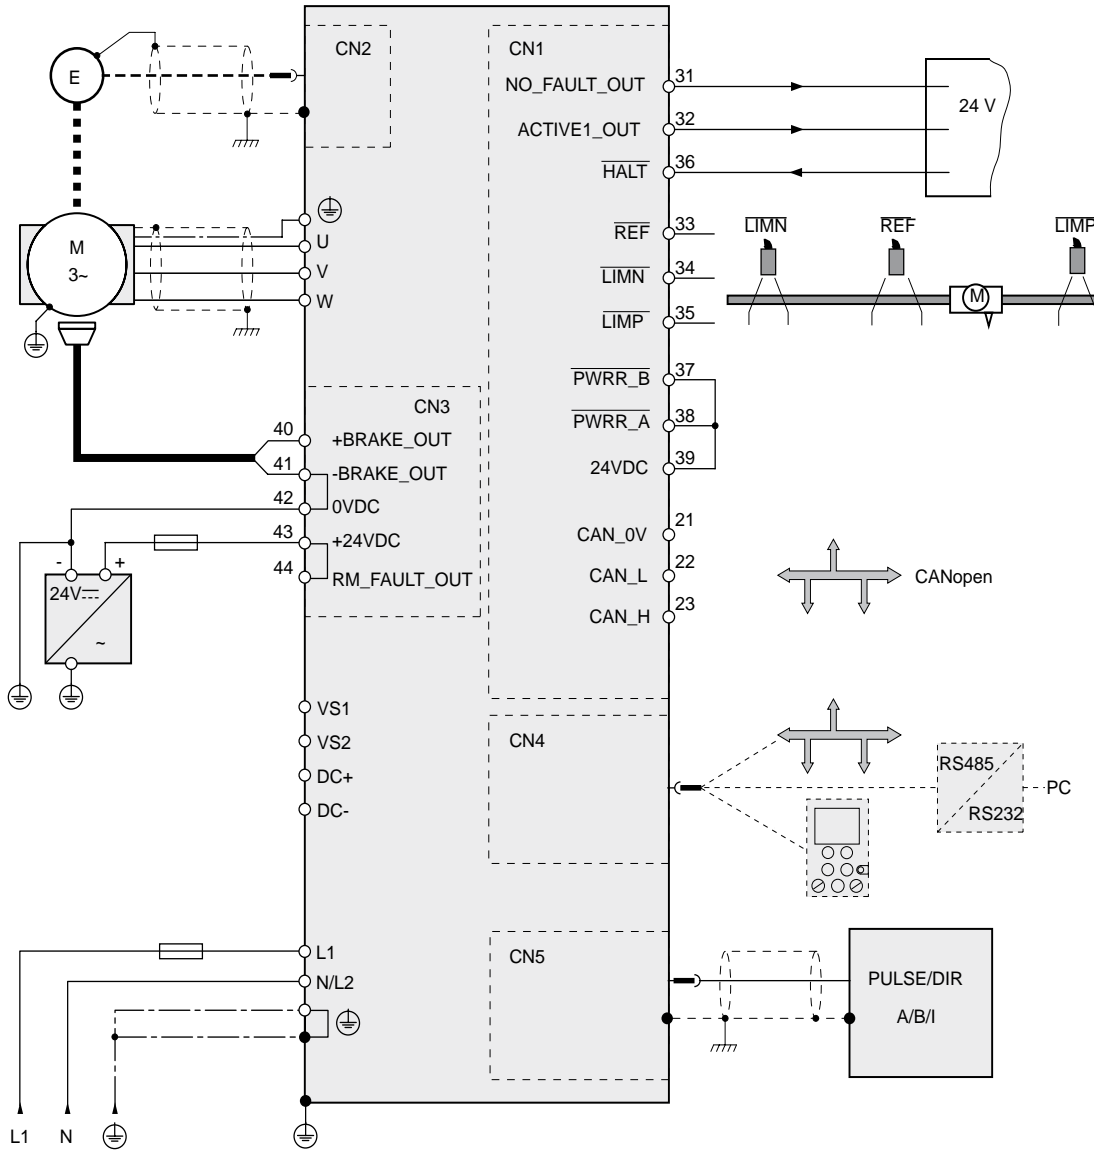 E
CN2
M
3~
U
V
W
CN3
40
+BRAKE_OUT
41
-BRAKE_OUT
42
0VDC
43
+24VDC
44
RM_FAULT_OUT
- +
24V
~
VS1
VS2
DC+
DC-
L1
N/L2
L1 N
CN1
NO_FAULT_OUT 31
ACTIVE1_OUT 32
HALT 36
24 V
REF 33
LIMN 34
LIMP 35
LIMN REF LIMP
M
PWRR_B 37
PWRR_A 38
24VDC 39
CAN_0V 21
CAN_L 22
CAN_H 23
CANopen
CN4
RS485
RS232
PC
CN5
PULSE/DIR
A/B/I